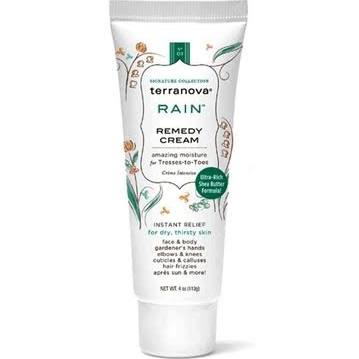 Nº
03
SIGNATURE COLLECTION
terranova®
RAIN™
REMEDY
CREAM
amazing moisture
for Tresses-to-Toes
Crème Intensive
Ultra-Rich
Shea Butter
Formula!
INSTANT RELIEF
for dry, thirsty skin
face & body
gardener's hands
elbows & knees
cuticles & calluses
hair frizzies
après sun & more!
NET WT. 4 oz (113g)